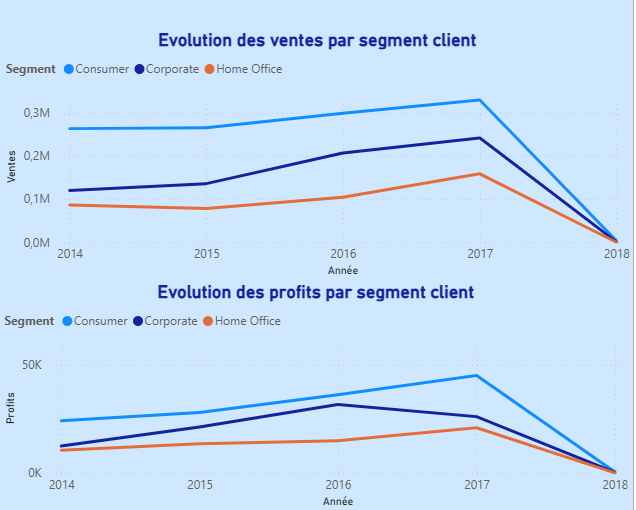 Evolution des ventes par segment client
Segment Consumer Corporate Home Office
0,3M
0,2M
0,1M
0,0M
Ventes
2014 2015 2016 2017 2018
Année
Evolution des profits par segment client
Segment Consumer Corporate Home Office
50K
0K
Profits
2014 2015 2016 2017 2018
Année